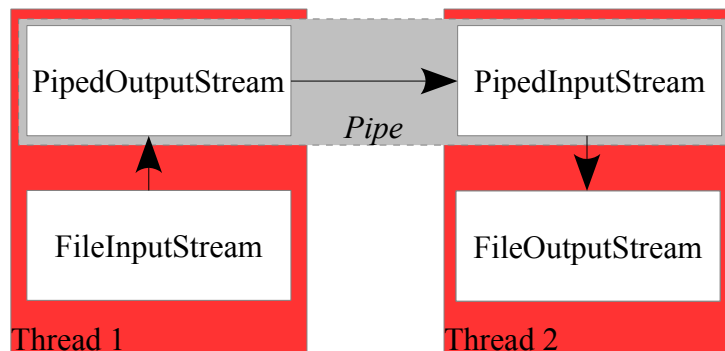 PipedOutputStream
PipedInputStream
Pipe
FileInputStream
FileOutputStream
Thread 1
Thread 2